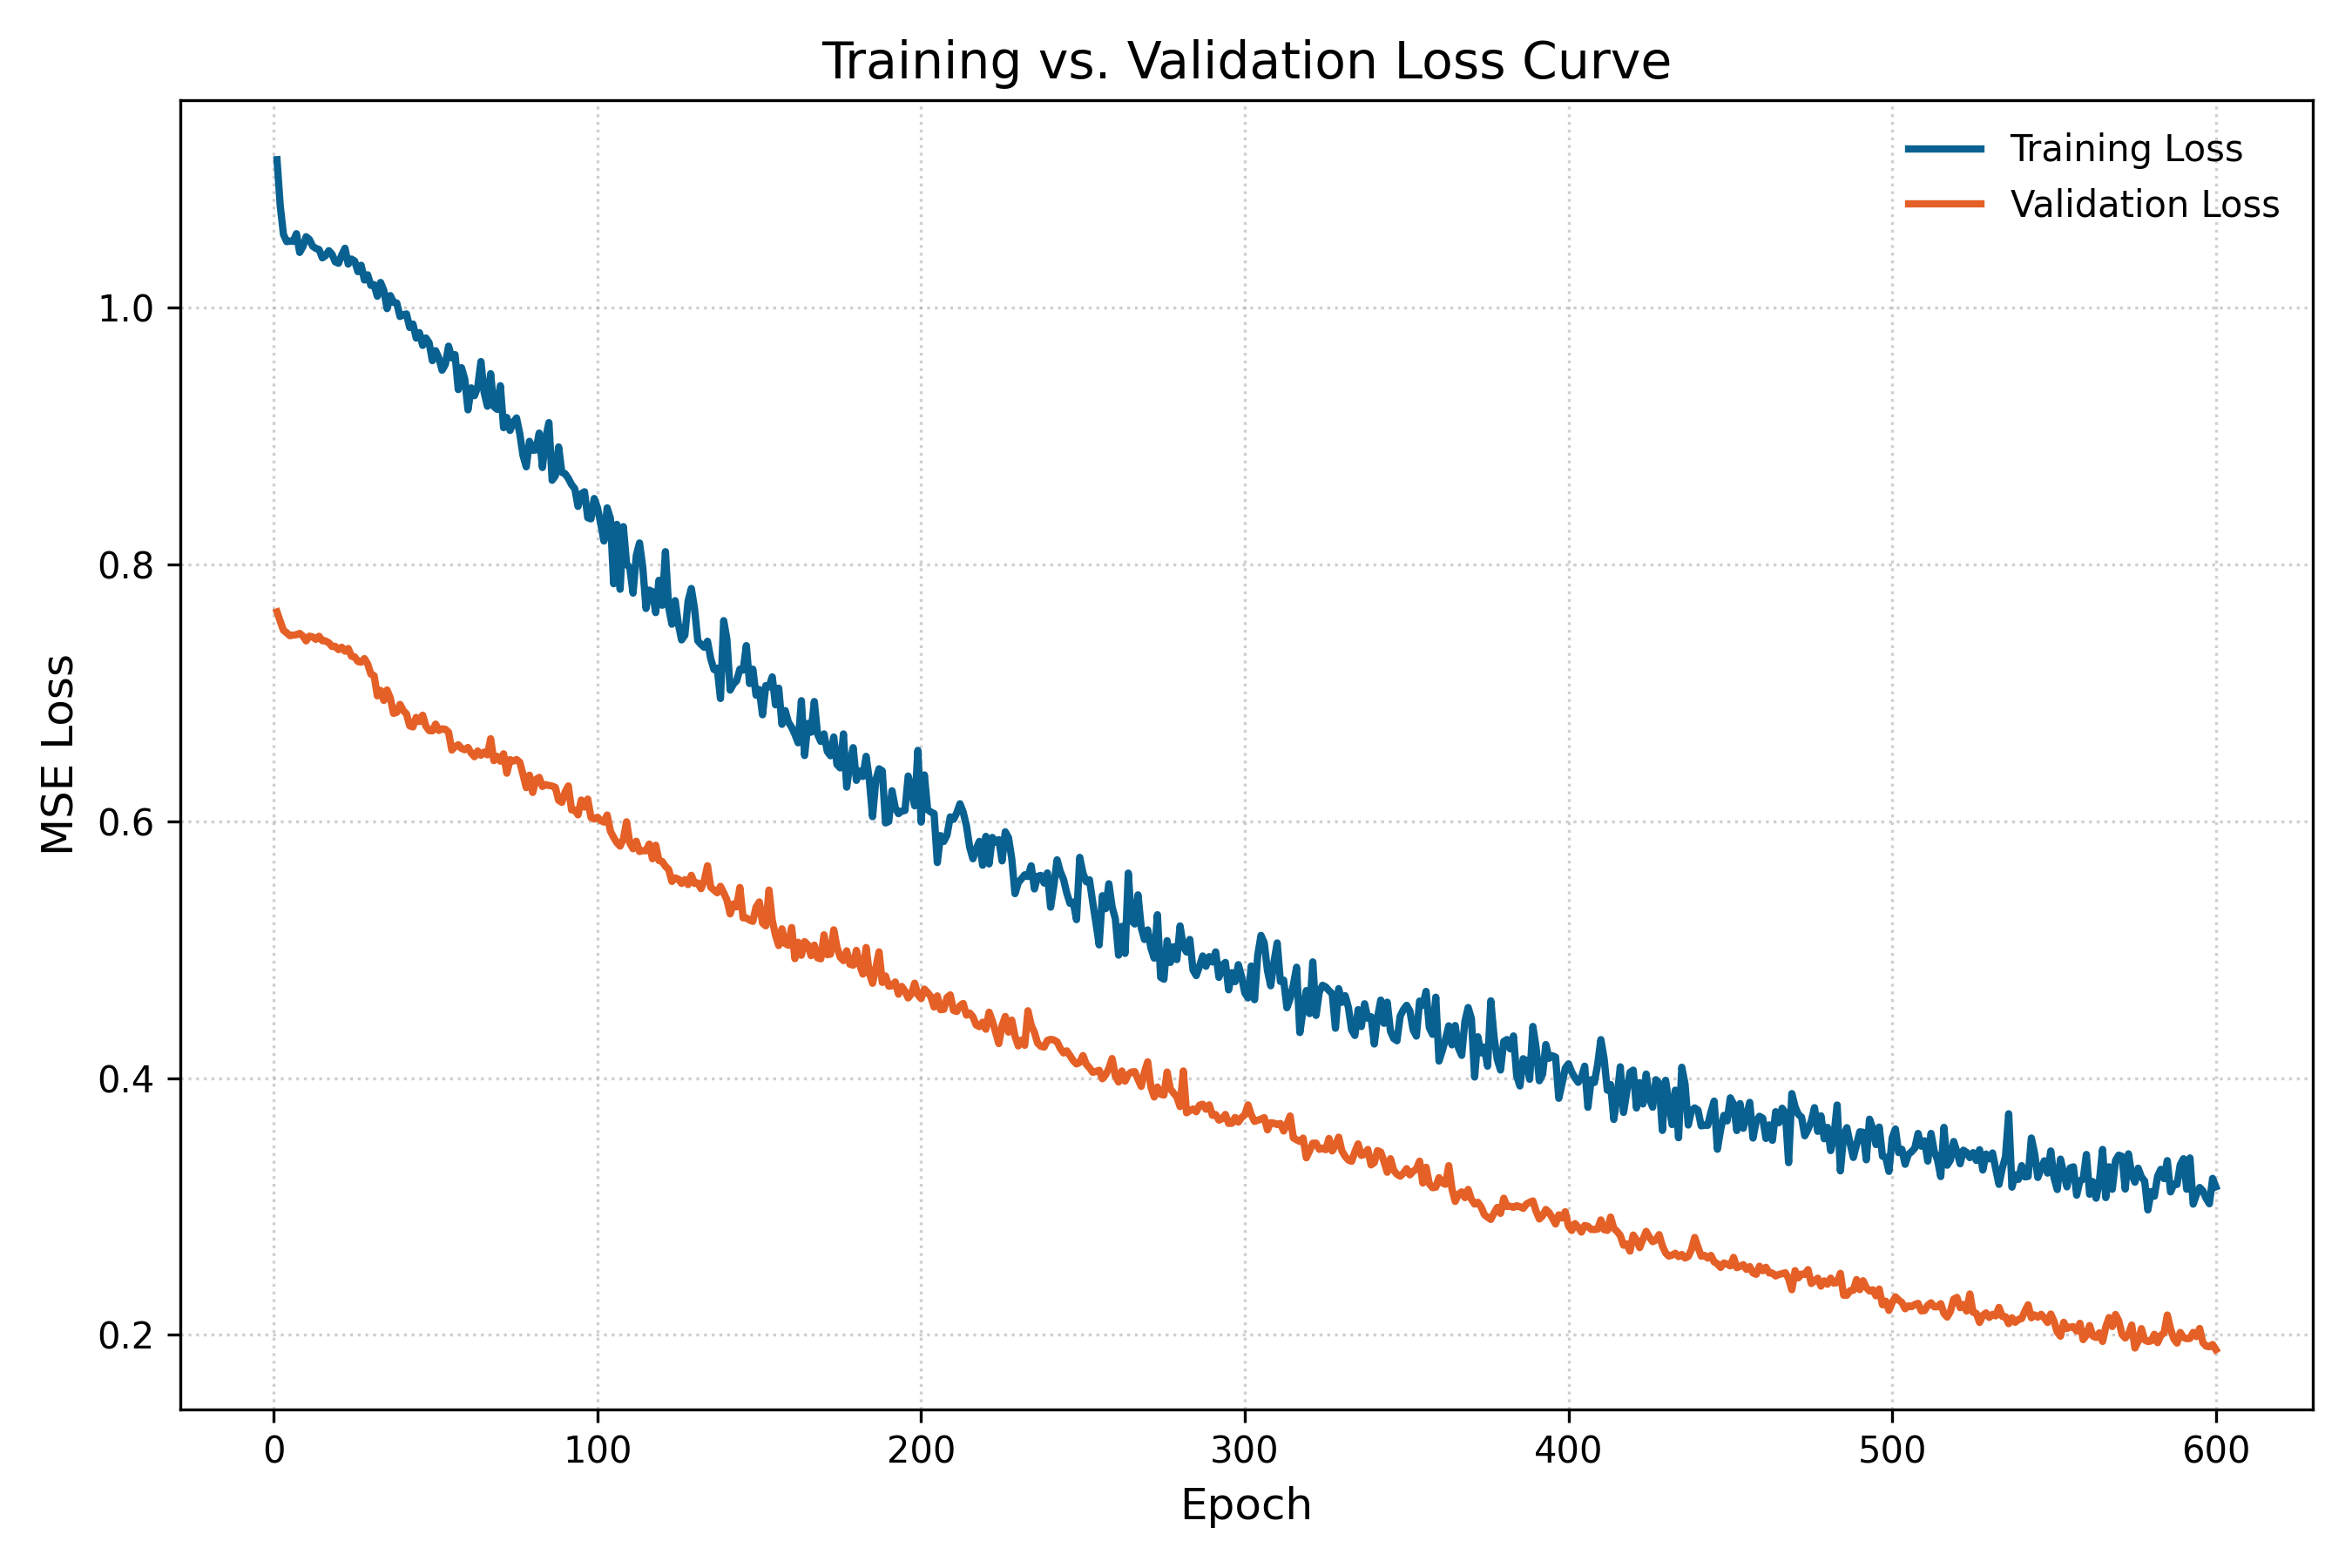 Training vs. Validation Loss Curve
Training Loss
Validation Loss
MSE Loss
1.0
0.8
0.6
0.4
0.2
0 100 200 300 400 500 600
Epoch